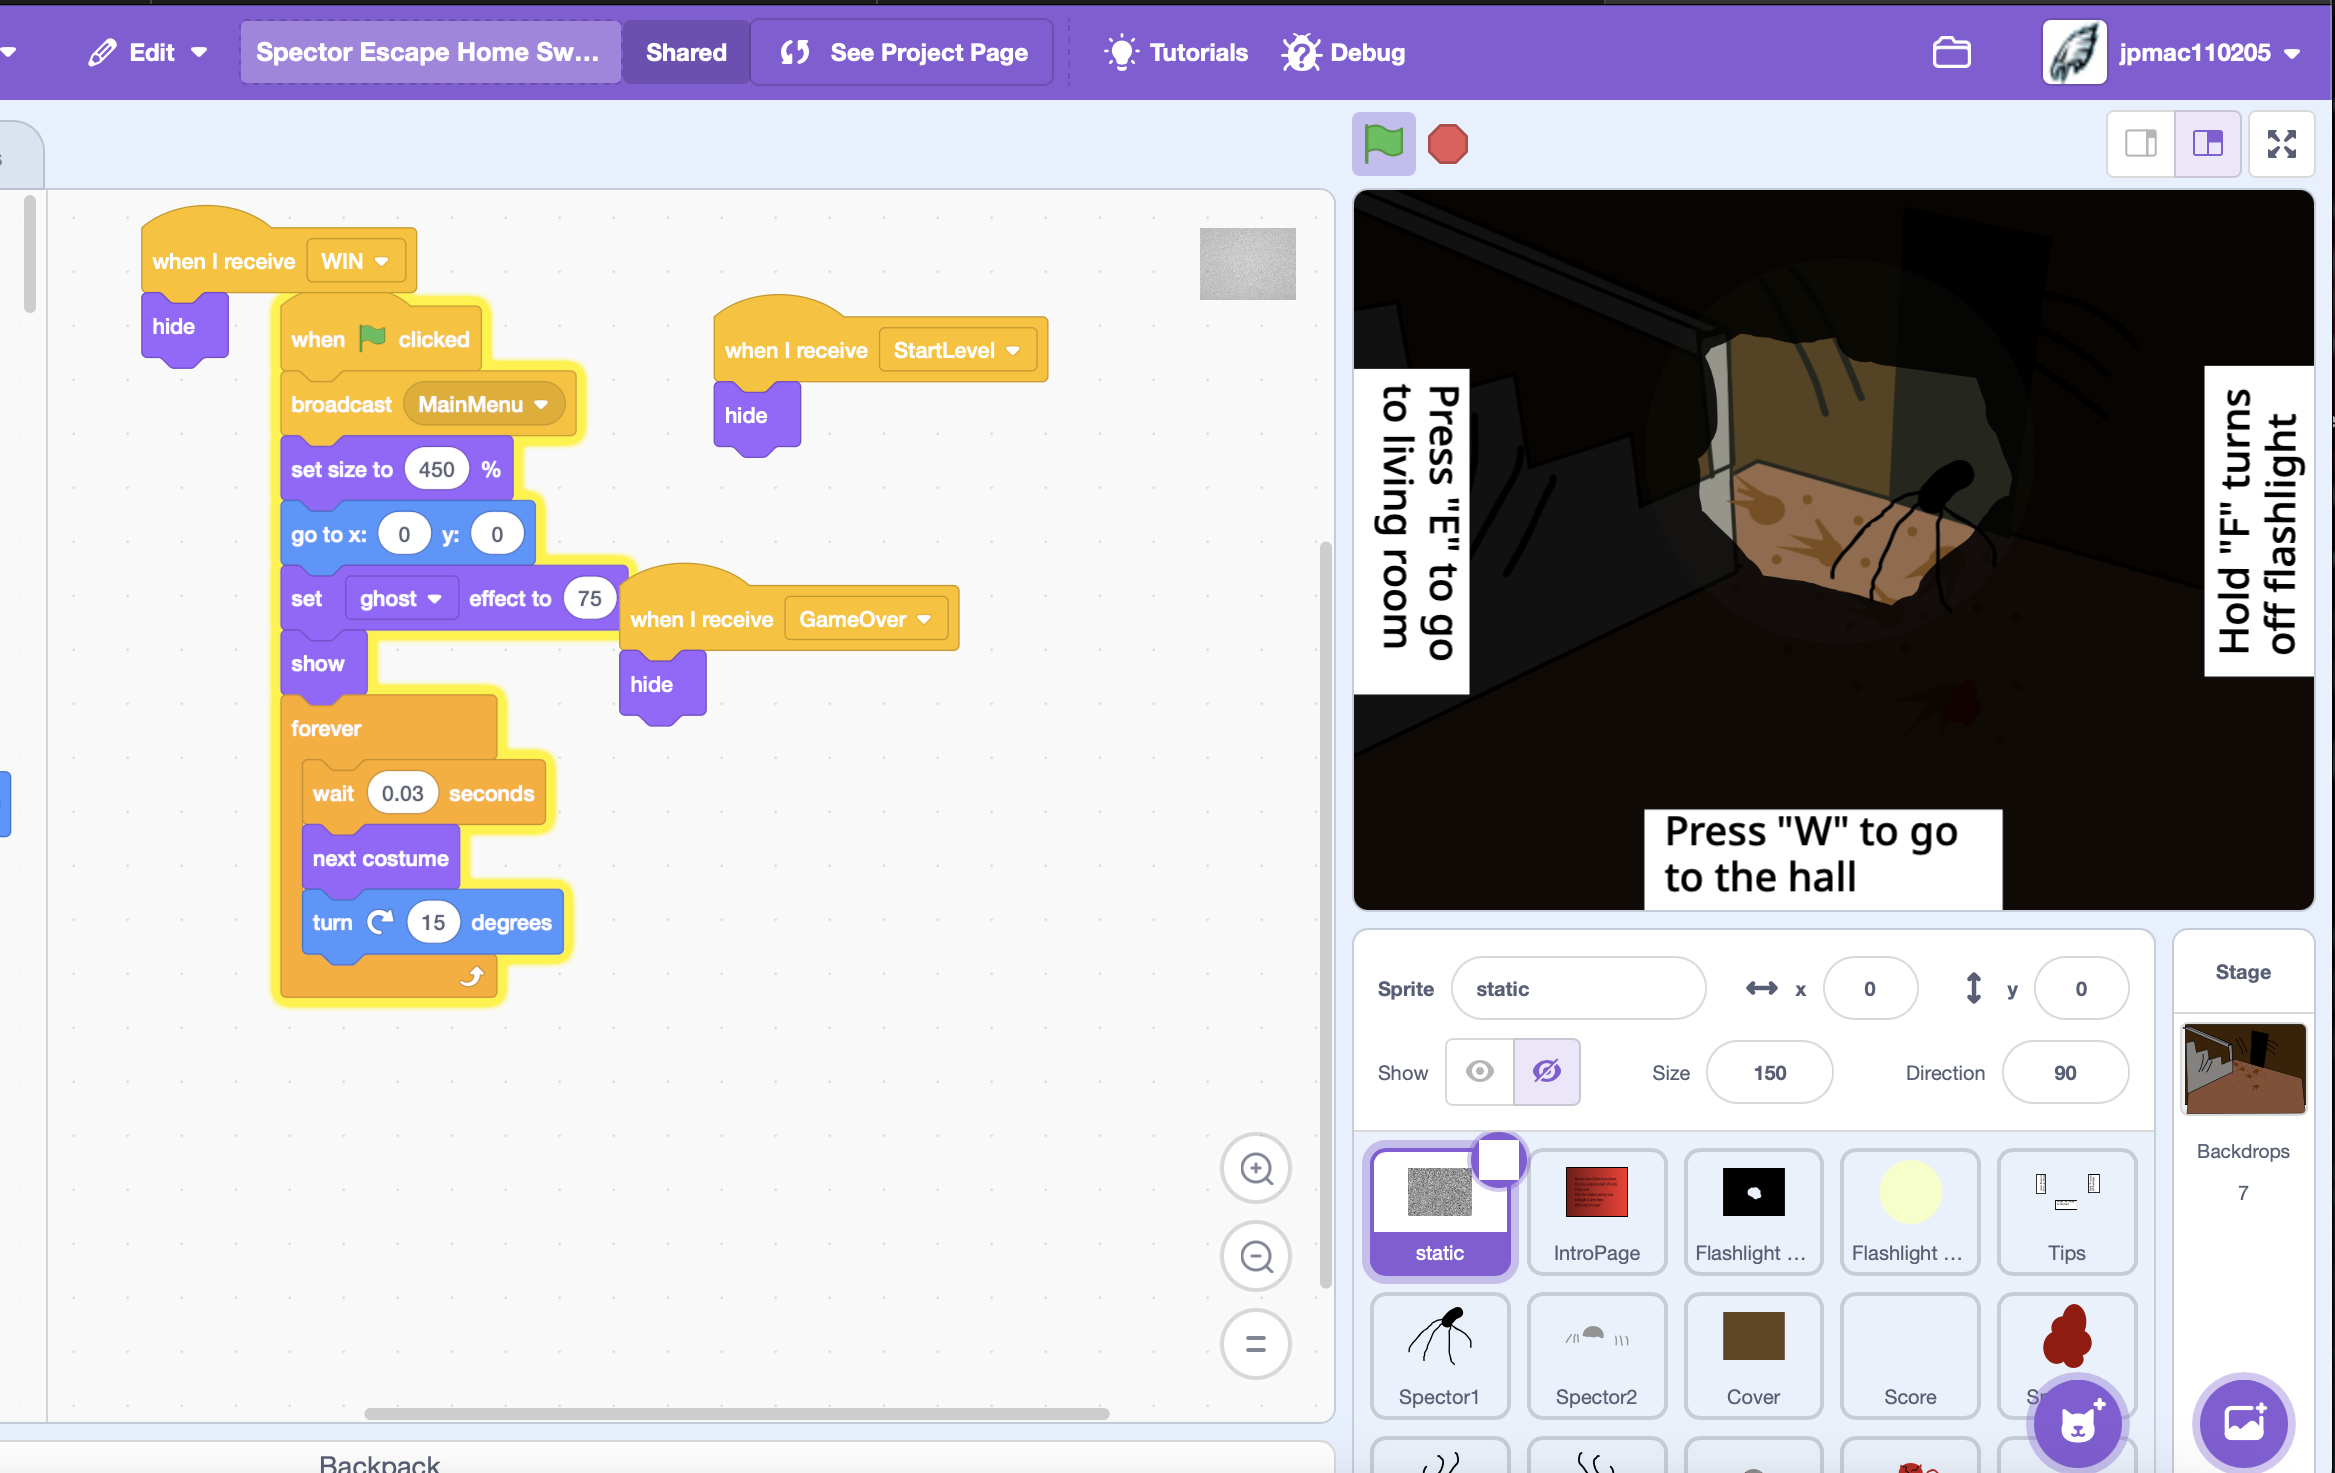 Edit
Spector Escape Home Sw...
Shared
See Project Page
Tutorials
Debug
jpmac110205
when I receive WIN
hide
when clicked
broadcast MainMenu
set size to 450 %
go to x: 0 y: 0
set ghost effect to 75
show
forever
wait 0.03 seconds
next costume
turn 15 degrees
when I receive StartLevel
hide
when I receive GameOver
hide
Backpack
Press "E" to go
to living room
Hold "F" turns
off flashlight
Press "W" to go
to the hall
Sprite static x 0 y 0
Show Size 150 Direction 90
static
IntroPage
Flashlight ...
Flashlight ...
Tips
Spector1
Spector2
Cover
Score
Stage
Backdrops
7